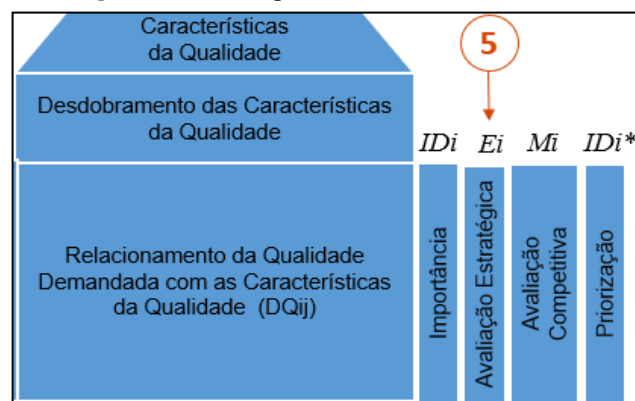 Características
da Qualidade
5
Desdobramento das Características
da Qualidade
IDi Ei Mi IDi*
Relacionamento da Qualidade
Demandada com as Características
da Qualidade (DQij)
Importância
Avaliação Estratégica
Avaliação
Competitiva
Priorização